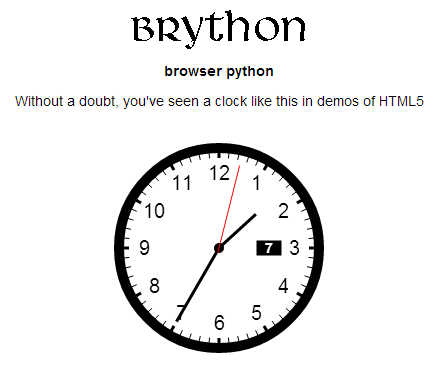 BRython
browser python
Without a doubt, you've seen a clock like this in demos of HTML5
12
11 1
10 2
9 7 3
8 4
7 5
6